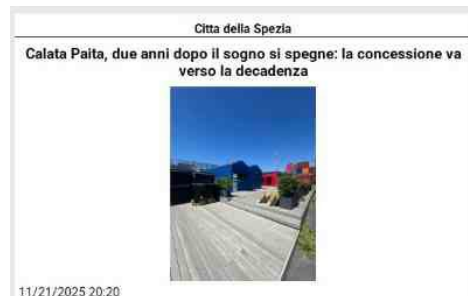 Citta della Spezia
Calata Paita, due anni dopo il sogno si spegne: la concessione va
verso la decadenza
11/21/2025 20:20